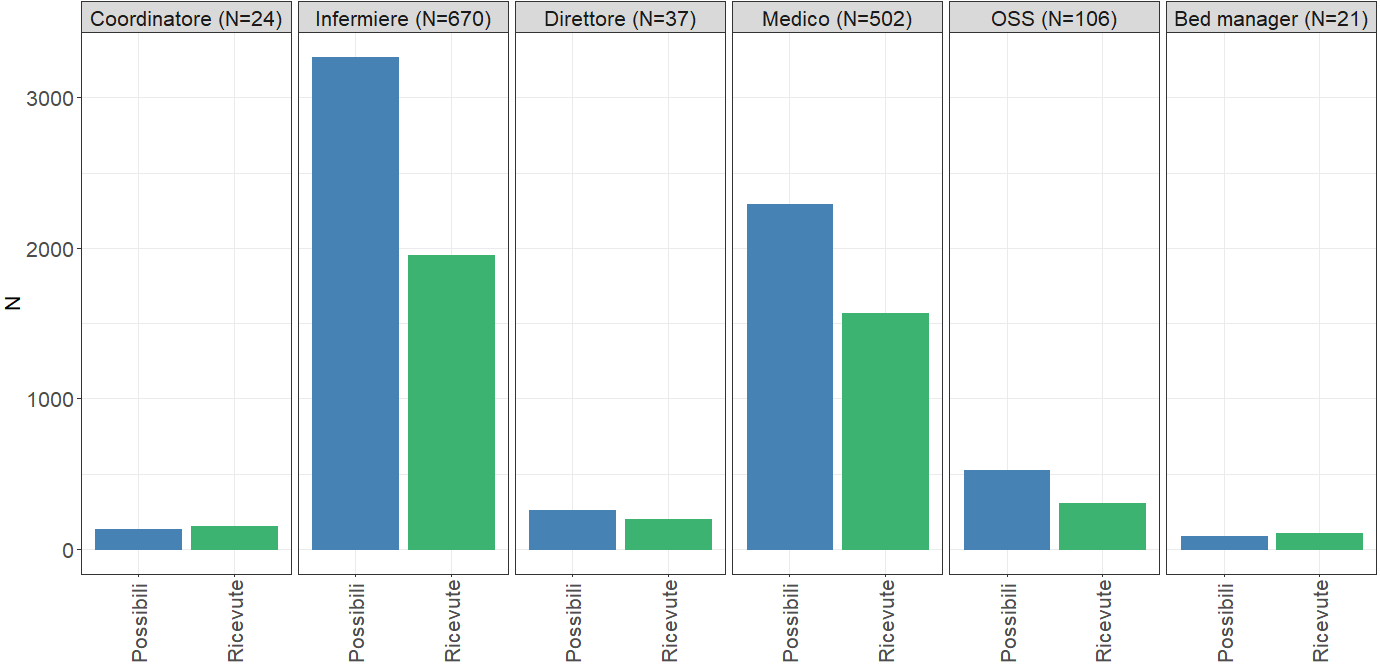 Coordinatore (N=24)
Infermiere (N=670)
Direttore (N=37)
Medico (N=502)
OSS (N=106)
Bed manager (N=21)
3000
2000
1000
0
N
Possibili
Ricevute
Possibili
Ricevute
Possibili
Ricevute
Possibili
Ricevute
Possibili
Ricevute
Possibili
Ricevute